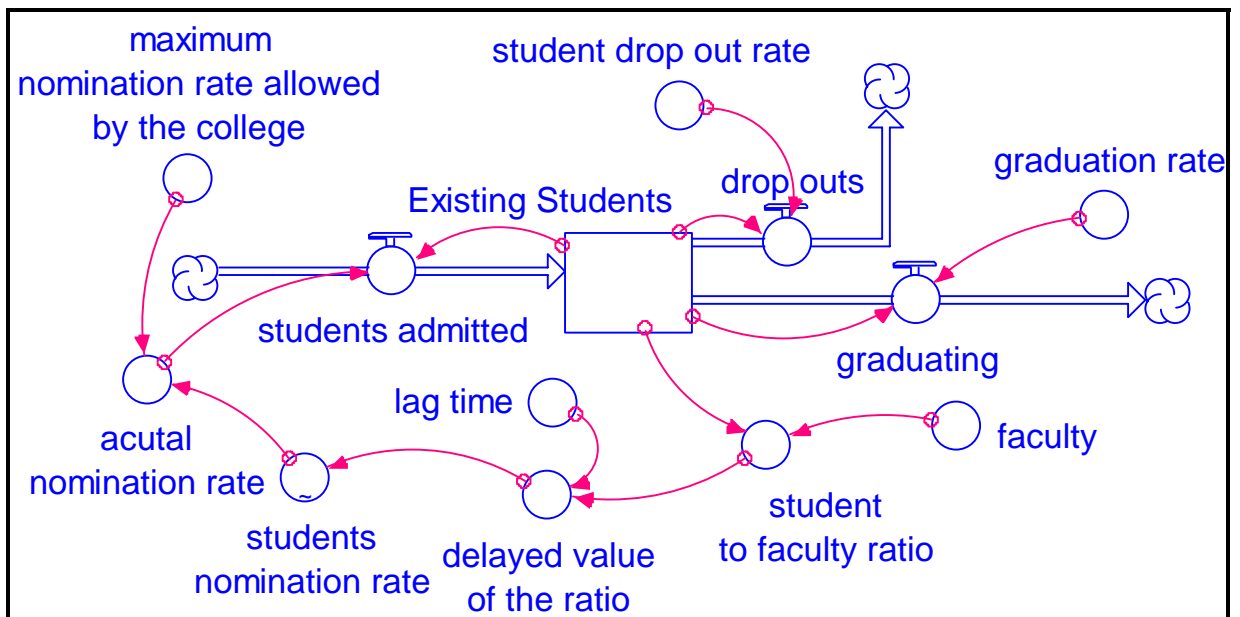 maximum
nomination rate allowed
by the college
student drop out rate
graduation rate
drop outs
Existing Students
students admitted
graduating
lag time
faculty
acutal
nomination rate
~
students
nomination rate
delayed value
of the ratio
student
to faculty ratio